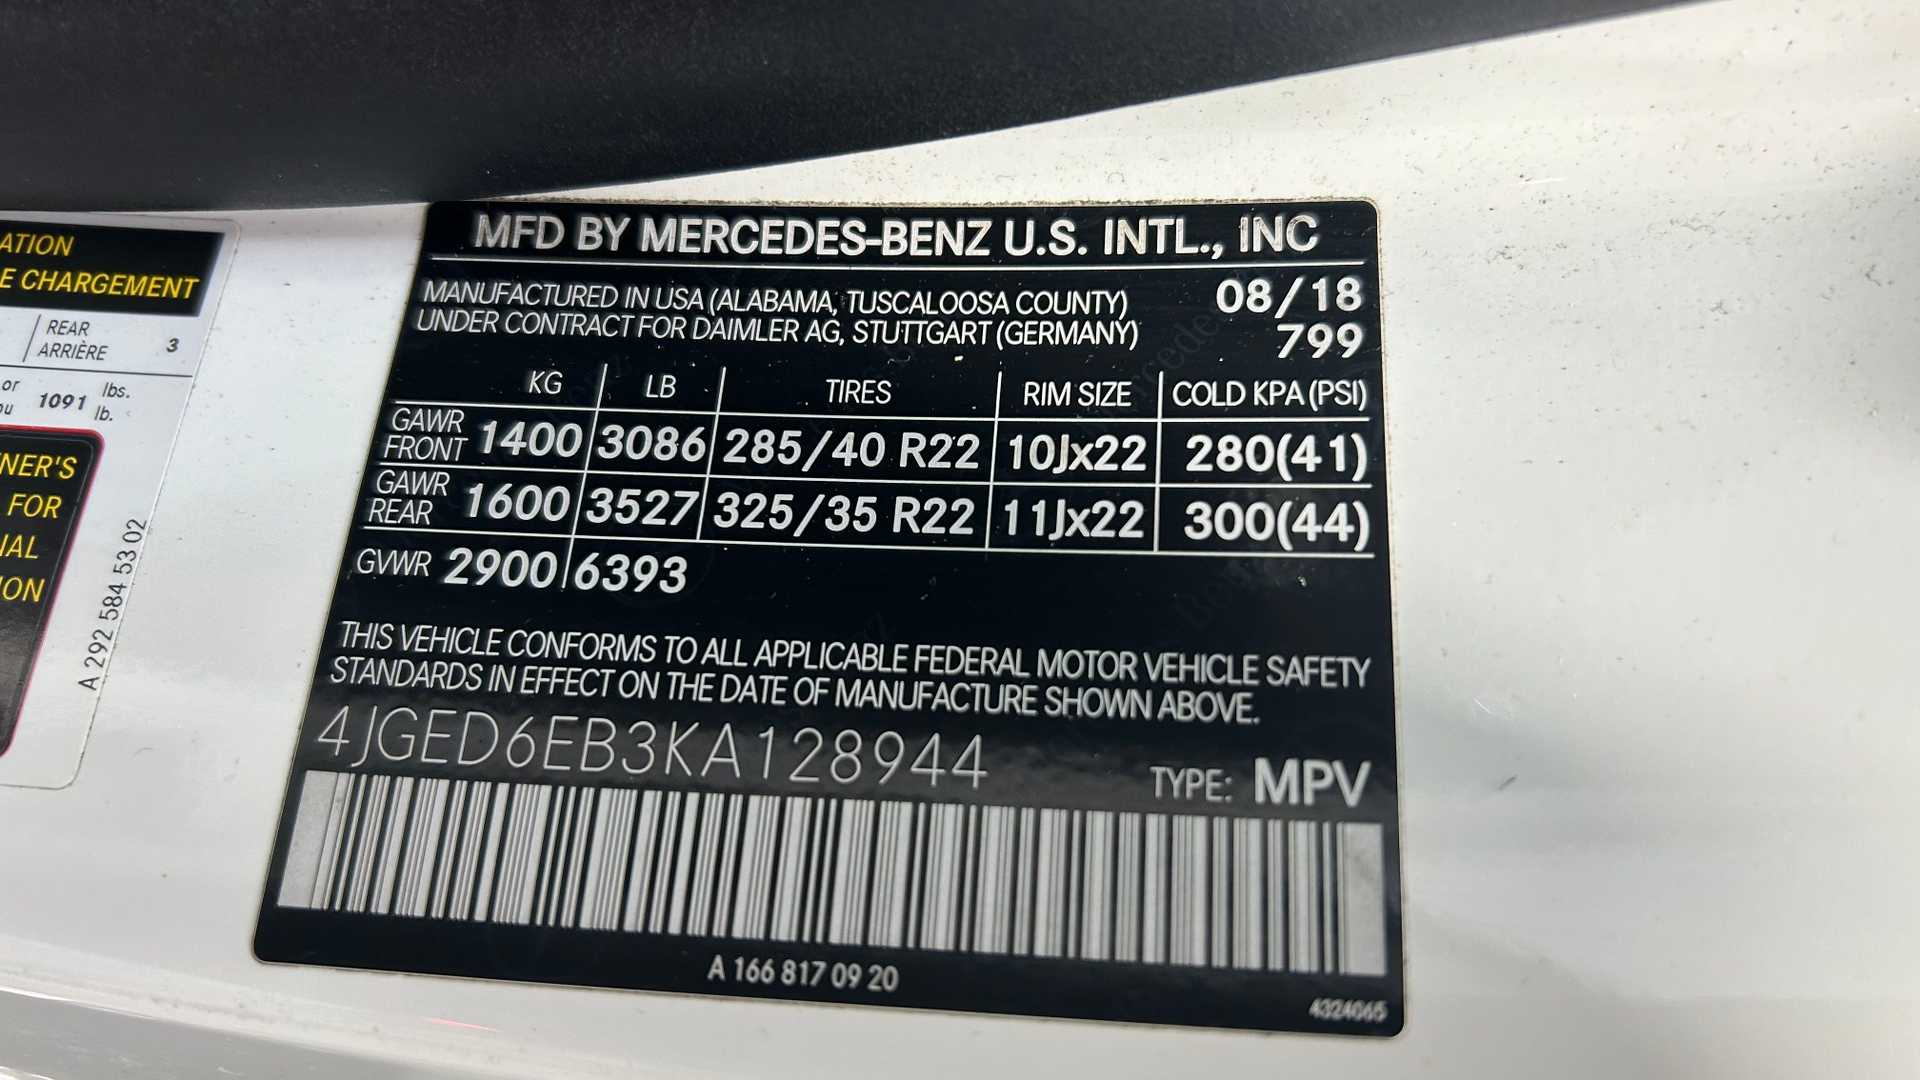 ATION
E CHARGEMENT
REAR
ARRIÈRE 3
or 1091 lbs.
lb.
NER'S
FOR
ION
A 292 584 53 02
MFD BY MERCEDES-BENZ U.S. INTL., INC
MANUFACTURED IN USA (ALABAMA, TUSCALOOSA COUNTY) 08/18
UNDER CONTRACT FOR DAIMLER AG, STUTTGART (GERMANY) 799
KG LB TIRES RIM SIZE COLD KPA (PSI)
GAWR FRONT 1400 3086 285/40 R22 10Jx22 280(41)
GAWR REAR 1600 3527 325/35 R22 11Jx22 300(44)
GVWR 2900 6393
THIS VEHICLE CONFORMS TO ALL APPLICABLE FEDERAL MOTOR VEHICLE SAFETY
STANDARDS IN EFFECT ON THE DATE OF MANUFACTURE SHOWN ABOVE.
4JGED6EB3KA128944
TYPE: MPV
A 166 817 09 20
4324065